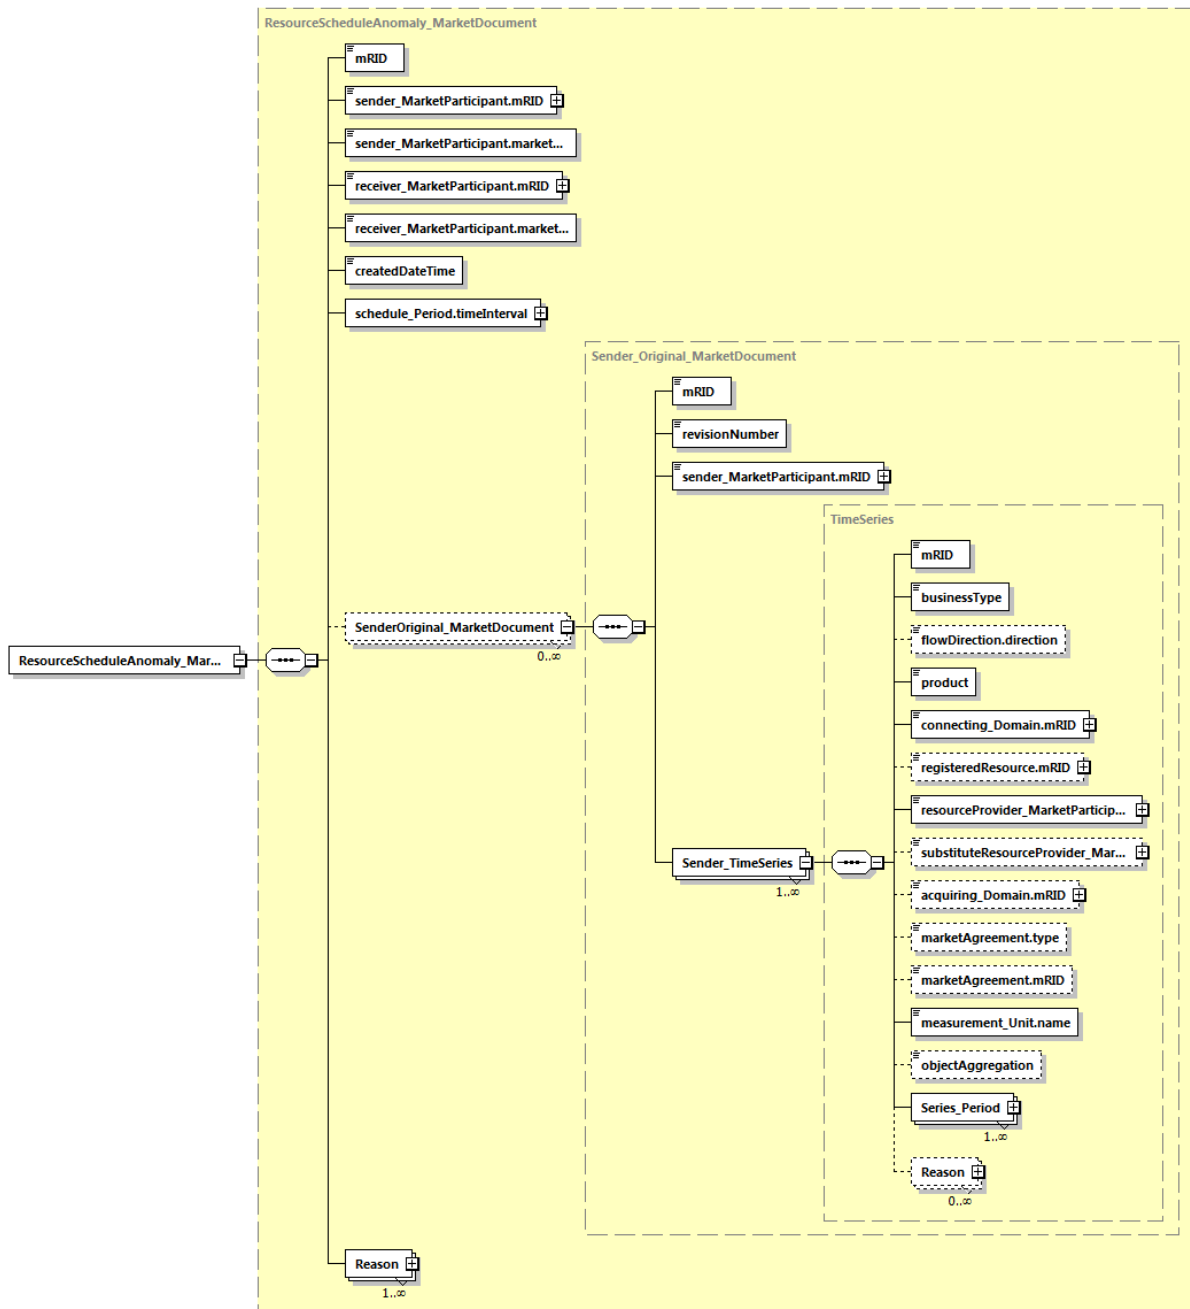 ResourceScheduleAnomaly_MarketDocument
mRID
sender_MarketParticipant.mRID
sender_MarketParticipant.market...
receiver_MarketParticipant.mRID
receiver_MarketParticipant.market...
createdDateTime
schedule_Period.timeInterval
Sender_Original_MarketDocument
mRID
revisionNumber
sender_MarketParticipant.mRID
TimeSeries
mRID
businessType
flowDirection.direction
product
connecting_Domain.mRID
registeredResource.mRID
resourceProvider_MarketParticip...
substituteResourceProvider_Mar...
acquiring_Domain.mRID
marketAgreement.type
marketAgreement.mRID
measurement_Unit.name
objectAggregation
Series_Period
1..∞
Reason
0..∞
SenderOriginal_MarketDocument
0..∞
ResourceScheduleAnomaly_Mar...
Sender_TimeSeries
1..∞
Reason
1..∞